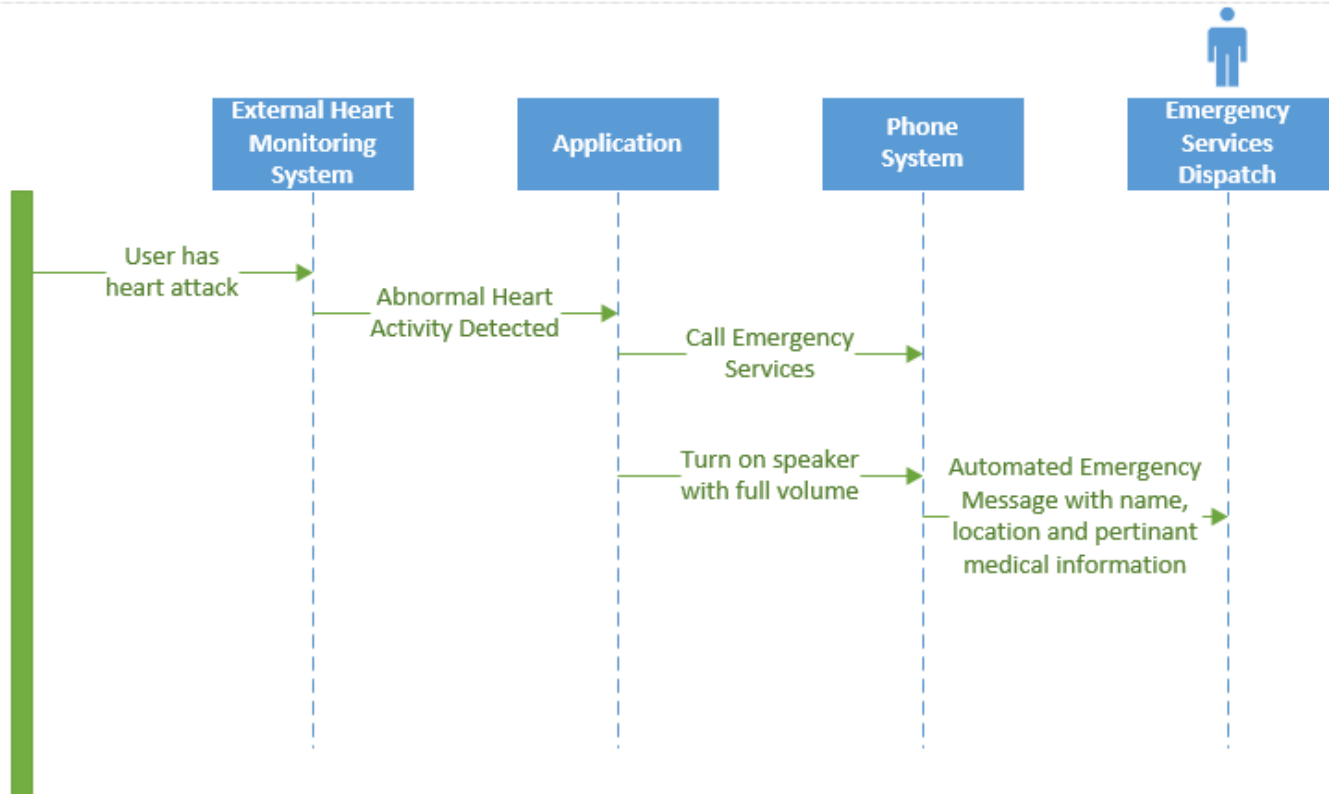 External Heart
Monitoring
System
Application
Phone
System
Emergency
Services
Dispatch
User has
heart attack
Abnormal Heart
Activity Detected
Call Emergency
Services
Turn on speaker
with full volume
Automated Emergency
Message with name,
location and pertinant
medical information